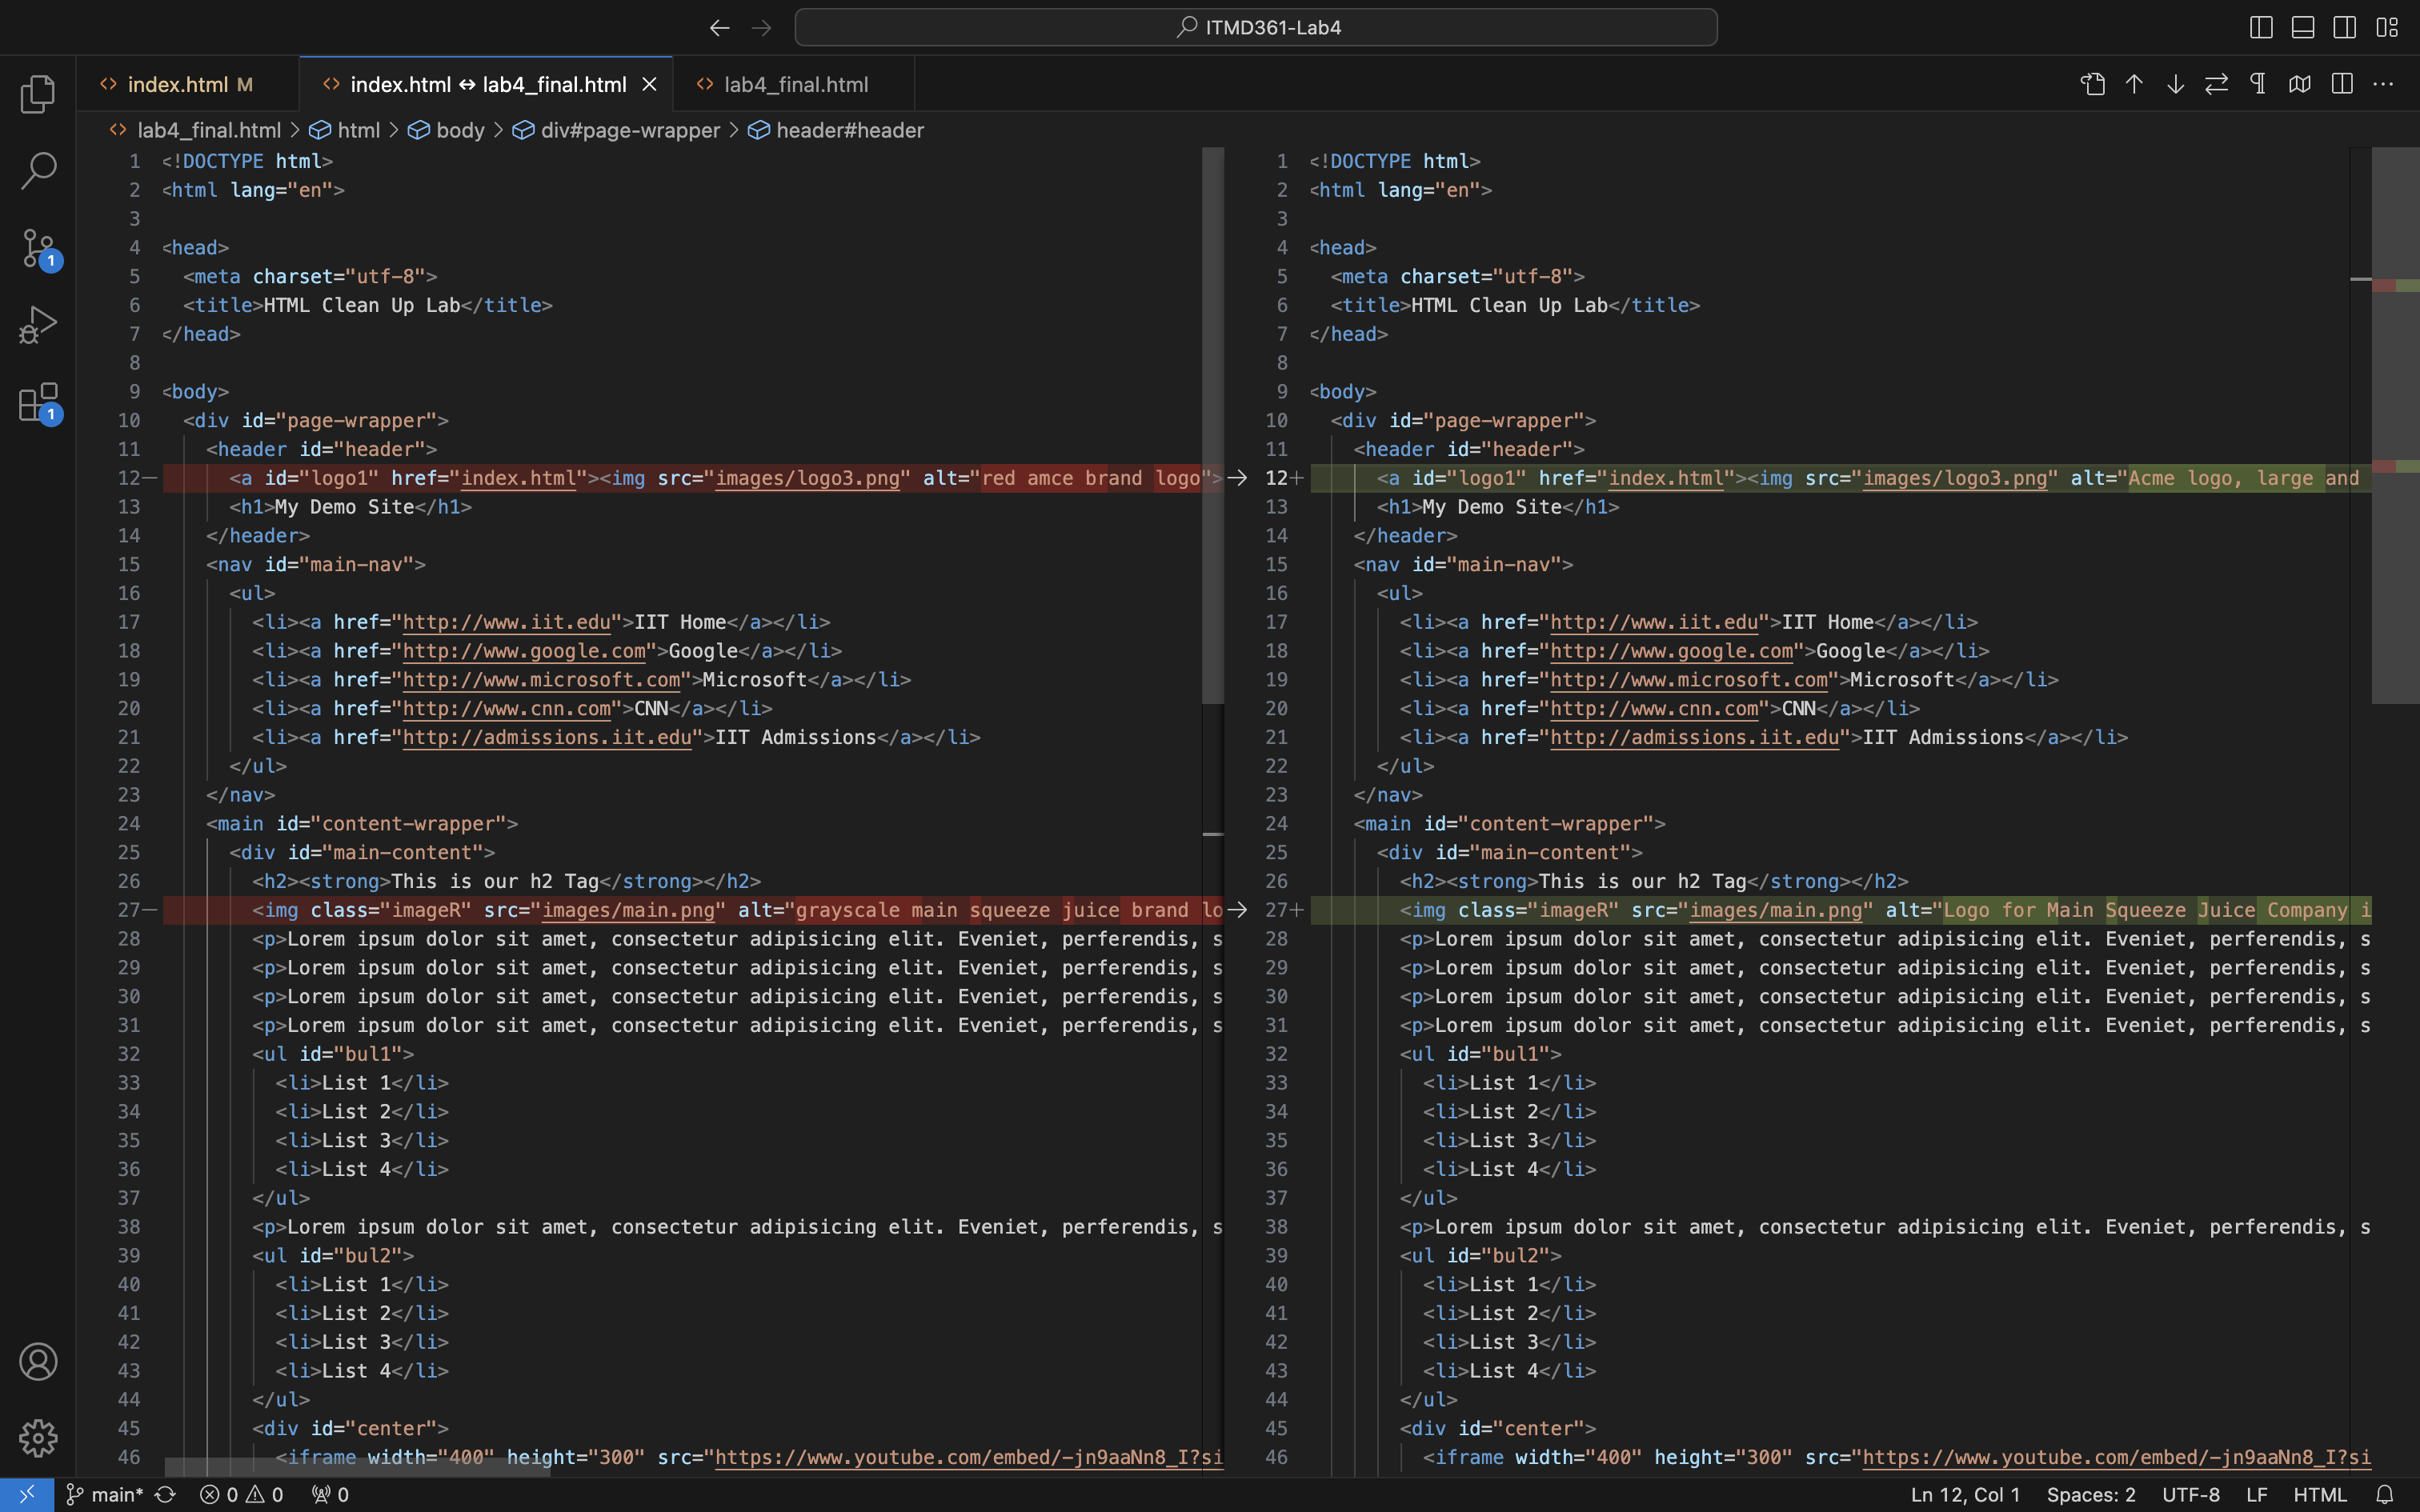 ITMD361-Lab4
index.html M
index.html ↔ lab4_final.html
lab4_final.html
lab4_final.html > html > body > div#page-wrapper > header#header
1 <!DOCTYPE html>
2 <html lang="en">
3
4 <head>
5 <meta charset="utf-8">
6 <title>HTML Clean Up Lab</title>
7 </head>
8
9 <body>
10 <div id="page-wrapper">
11 <header id="header">
12— <a id="logo1" href="index.html"><img src="images/logo3.png" alt="red amce brand logo">
13 <h1>My Demo Site</h1>
14 </header>
15 <nav id="main-nav">
16 <ul>
17 <li><a href="http://www.iit.edu">IIT Home</a></li>
18 <li><a href="http://www.google.com">Google</a></li>
19 <li><a href="http://www.microsoft.com">Microsoft</a></li>
20 <li><a href="http://www.cnn.com">CNN</a></li>
21 <li><a href="http://admissions.iit.edu">IIT Admissions</a></li>
22 </ul>
23 </nav>
24 <main id="content-wrapper">
25 <div id="main-content">
26 <h2><strong>This is our h2 Tag</strong></h2>
27— <img class="imageR" src="images/main.png" alt="grayscale main squeeze juice brand lo
28 <p>Lorem ipsum dolor sit amet, consectetur adipisicing elit. Eveniet, perferendis, s
29 <p>Lorem ipsum dolor sit amet, consectetur adipisicing elit. Eveniet, perferendis, s
30 <p>Lorem ipsum dolor sit amet, consectetur adipisicing elit. Eveniet, perferendis, s
31 <p>Lorem ipsum dolor sit amet, consectetur adipisicing elit. Eveniet, perferendis, s
32 <ul id="bul1">
33 <li>List 1</li>
34 <li>List 2</li>
35 <li>List 3</li>
36 <li>List 4</li>
37 </ul>
38 <p>Lorem ipsum dolor sit amet, consectetur adipisicing elit. Eveniet, perferendis, s
39 <ul id="bul2">
40 <li>List 1</li>
41 <li>List 2</li>
42 <li>List 3</li>
43 <li>List 4</li>
44 </ul>
45 <div id="center">
46 <iframe width="400" height="300" src="https://www.youtube.com/embed/-jn9aaNn8_I?si
1 <!DOCTYPE html>
2 <html lang="en">
3
4 <head>
5 <meta charset="utf-8">
6 <title>HTML Clean Up Lab</title>
7 </head>
8
9 <body>
10 <div id="page-wrapper">
11 <header id="header">
12+ <a id="logo1" href="index.html"><img src="images/logo3.png" alt="Acme logo, large and
13 <h1>My Demo Site</h1>
14 </header>
15 <nav id="main-nav">
16 <ul>
17 <li><a href="http://www.iit.edu">IIT Home</a></li>
18 <li><a href="http://www.google.com">Google</a></li>
19 <li><a href="http://www.microsoft.com">Microsoft</a></li>
20 <li><a href="http://www.cnn.com">CNN</a></li>
21 <li><a href="http://admissions.iit.edu">IIT Admissions</a></li>
22 </ul>
23 </nav>
24 <main id="content-wrapper">
25 <div id="main-content">
26 <h2><strong>This is our h2 Tag</strong></h2>
27+ <img class="imageR" src="images/main.png" alt="Logo for Main Squeeze Juice Company i
28 <p>Lorem ipsum dolor sit amet, consectetur adipisicing elit. Eveniet, perferendis, s
29 <p>Lorem ipsum dolor sit amet, consectetur adipisicing elit. Eveniet, perferendis, s
30 <p>Lorem ipsum dolor sit amet, consectetur adipisicing elit. Eveniet, perferendis, s
31 <p>Lorem ipsum dolor sit amet, consectetur adipisicing elit. Eveniet, perferendis, s
32 <ul id="bul1">
33 <li>List 1</li>
34 <li>List 2</li>
35 <li>List 3</li>
36 <li>List 4</li>
37 </ul>
38 <p>Lorem ipsum dolor sit amet, consectetur adipisicing elit. Eveniet, perferendis, s
39 <ul id="bul2">
40 <li>List 1</li>
41 <li>List 2</li>
42 <li>List 3</li>
43 <li>List 4</li>
44 </ul>
45 <div id="center">
46 <iframe width="400" height="300" src="https://www.youtube.com/embed/-jn9aaNn8_I?si
1
1
main* 0 0 0
Ln 12, Col 1 Spaces: 2 UTF-8 LF HTML